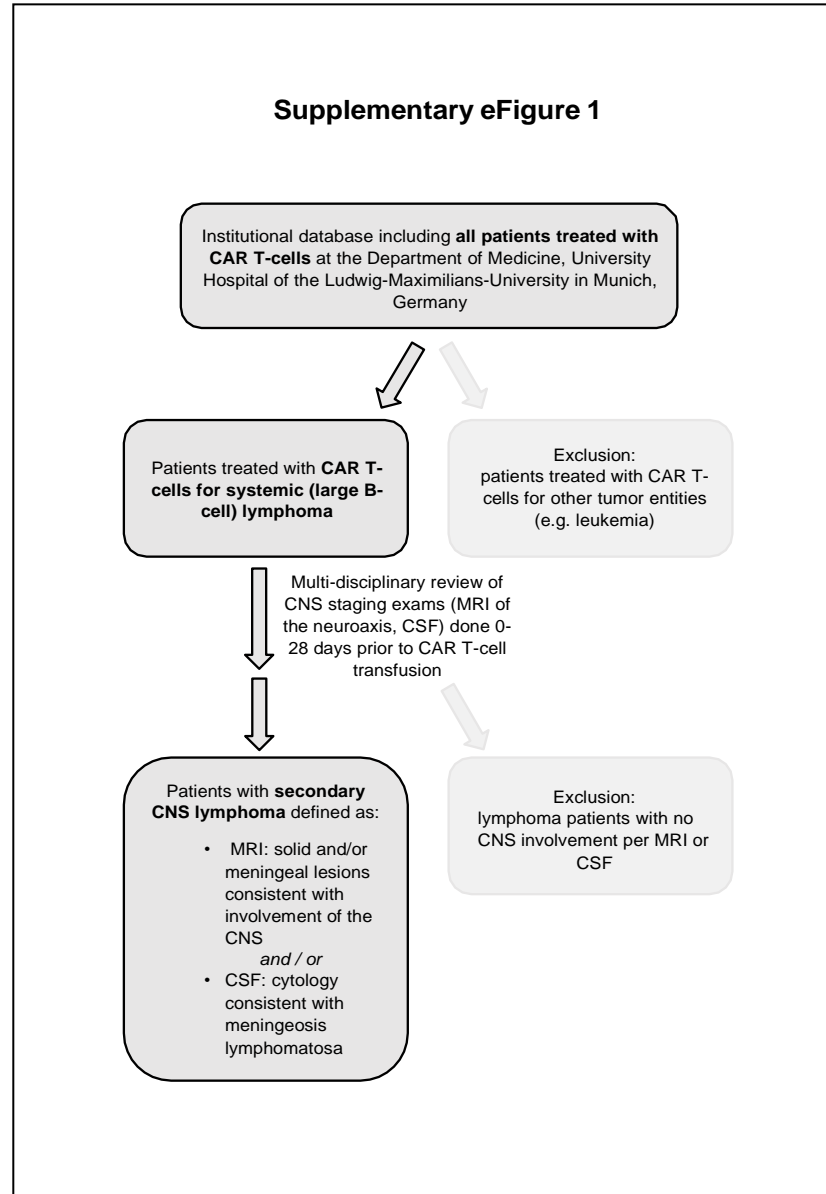 Supplementary eFigure 1
Institutional database including all patients treated with
CAR T-cells at the Department of Medicine, University
Hospital of the Ludwig-Maximilians-University in Munich,
Germany
Patients treated with CAR T-
cells for systemic (large B-
cell) lymphoma
Exclusion:
patients treated with CAR T-
cells for other tumor entities
(e.g. leukemia)
Multi-disciplinary review of
CNS staging exams (MRI of
the neuroaxis, CSF) done 0-
28 days prior to CAR T-cell
transfusion
Patients with secondary
CNS lymphoma defined as:
• MRI: solid and/or
meningeal lesions
consistent with
involvement of the
CNS
and / or
• CSF: cytology
consistent with
meningeosis
lymphomatosa
Exclusion:
lymphoma patients with no
CNS involvement per MRI or
CSF